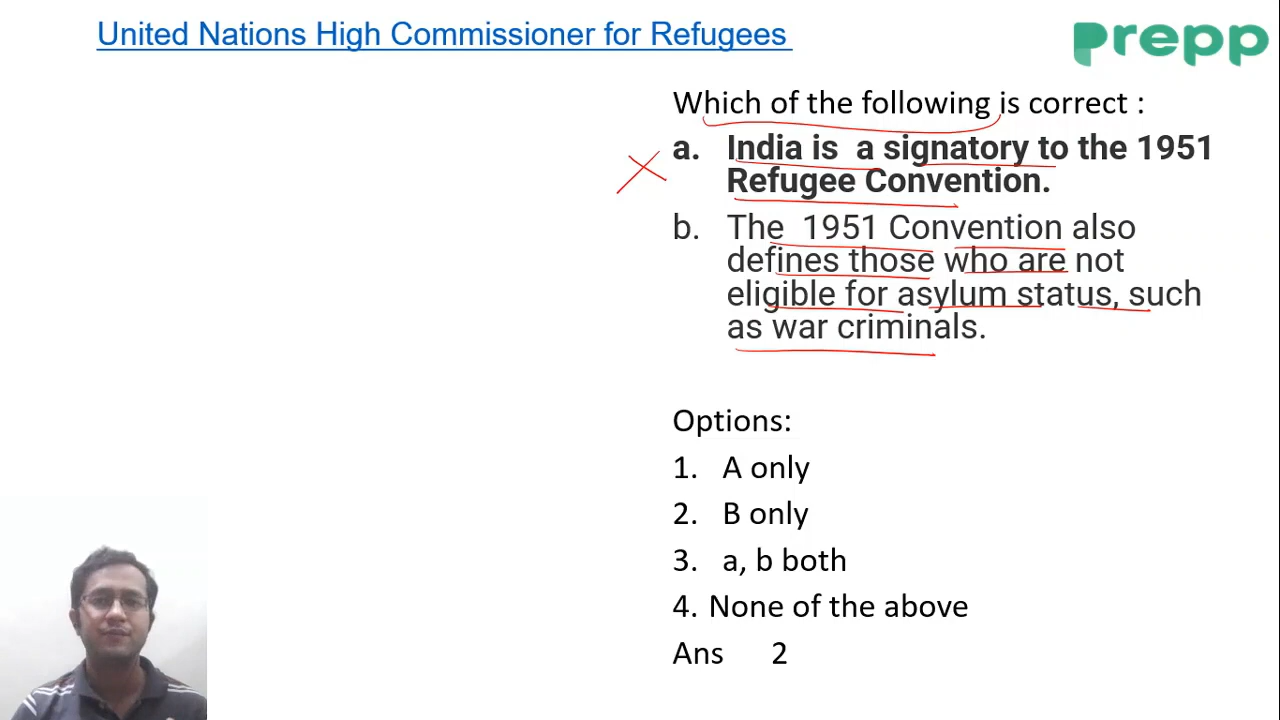 United Nations High Commissioner for Refugees
prepp
Which of the following is correct :
a. India is a signatory to the 1951
Refugee Convention.
b. The 1951 Convention also
defines those who are not
eligible for asylum status, such
as war criminals.
Options:
1. A only
2. B only
3. a, b both
4. None of the above
Ans 2